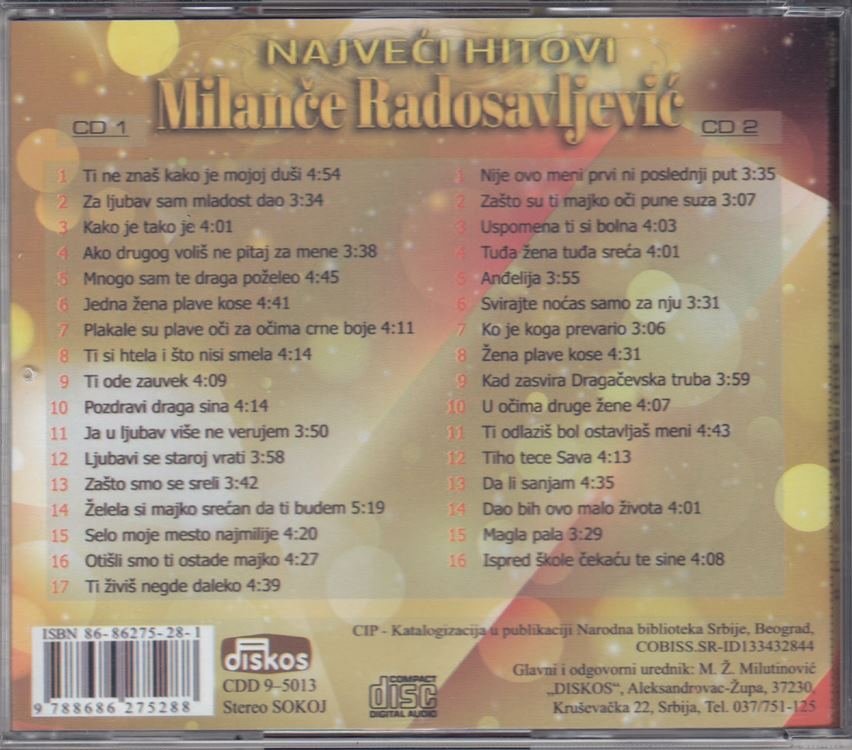 NAJVEĆI HITOVI
Milanče Radosavljević
CD 1
1 Ti ne znaš kako je mojoj duši 4:54
2 Za ljubav sam mladost dao 3:34
3 Kako je tako je 4:01
4 Ako drugog voliš ne pitaj za mene 3:38
5 Mnogo sam te draga poželeo 4:45
6 Jedna žena plave kose 4:41
7 Plakale su plave oči za očima crne boje 4:11
8 Ti si htela i što nisi smela 4:14
9 Ti ode zauvek 4:09
10 Pozdravi draga sina 4:14
11 Ja u ljubav više ne verujem 3:50
12 Ljubavi se staroj vrati 3:58
13 Zašto smo se sreli 3:42
14 Želela si majko srećan da ti budem 5:19
15 Selo moje mesto najmilije 4:20
16 Otišli smo ti ostade majko 4:27
17 Ti živiš negde daleko 4:39
CD 2
1 Nije ovo meni prvi ni poslednji put 3:35
2 Zašto su ti majko oči pune suza 3:07
3 Uspomena ti si bolna 4:03
4 Tuđa žena tuđa sreća 4:01
5 Anđelija 3:55
6 Svirajte noćas samo za nju 3:31
7 Ko je koga prevario 3:06
8 Žena plave kose 4:31
9 Kad zasvira Dragačevska truba 3:59
10 U očima druge žene 4:07
11 Ti odlaziš bol ostavljaš meni 4:43
12 Tiho tece Sava 4:13
13 Da li sanjam 4:35
14 Dao bih ovo malo života 4:01
15 Magla pala 3:29
16 Ispred škole čekaću te sine 4:08
ISBN 86-86275-28-1
9 788686 275288
diskos
CDD 9-5013
Stereo SOKOJ
COMPACT
disc
DIGITAL AUDIO
CIP - Katalogizacija u publikaciji Narodna biblioteka Srbije, Beograd,
COBISS.SR-ID133432844
Glavni i odgovorni urednik: M. Ž. Milutinović
„DISKOS“, Aleksandrovac-Župa, 37230,
Kruševačka 22, Srbija, Tel. 037/751-125